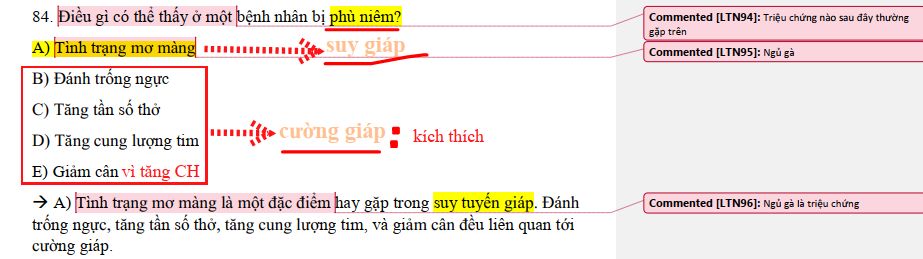 84. Điều gì có thể thấy ở một bệnh nhân bị phù niêm?
Commented [LTN94]: Triệu chứng nào sau đây thường
gặp trên
A) Tình trạng mơ màng
suy giáp
Commented [LTN95]: Ngủ gà
B) Đánh trống ngực
C) Tăng tần số thở
D) Tăng cung lượng tim
cường giáp : kích thích
E) Giảm cân vì tăng CH
→ A) Tình trạng mơ màng là một đặc điểm hay gặp trong suy tuyến giáp. Đánh
Commented [LTN96]: Ngủ gà là triệu chứng
trống ngực, tăng tần số thở, tăng cung lượng tim, và giảm cân đều liên quan tới
cường giáp.